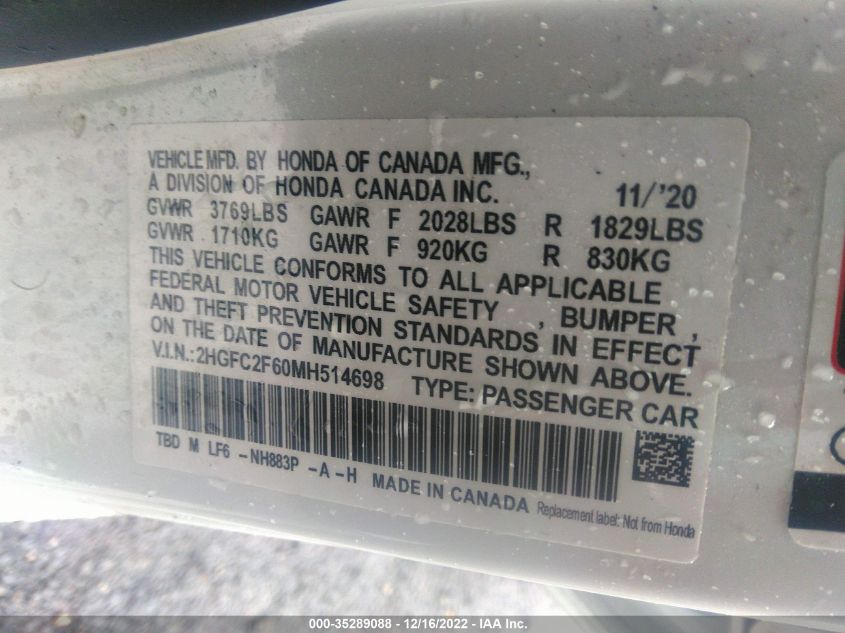 VEHICLE MFD. BY HONDA OF CANADA MFG.,
A DIVISION OF HONDA CANADA INC. 11/'20
GVWR 3769LBS GAWR F 2028LBS R 1829LBS
GVWR 1710KG GAWR F 920KG R 830KG
THIS VEHICLE CONFORMS TO ALL APPLICABLE
FEDERAL MOTOR VEHICLE SAFETY , BUMPER ,
AND THEFT PREVENTION STANDARDS IN EFFECT
ON THE DATE OF MANUFACTURE SHOWN ABOVE.
V.I.N.:2HGFC2F60MH514698 TYPE: PASSENGER CAR
TBD M LF6 -NH883P -A-H MADE IN CANADA Replacement label: Not from Honda
000-35289088 - 12/16/2022 - IAA Inc.